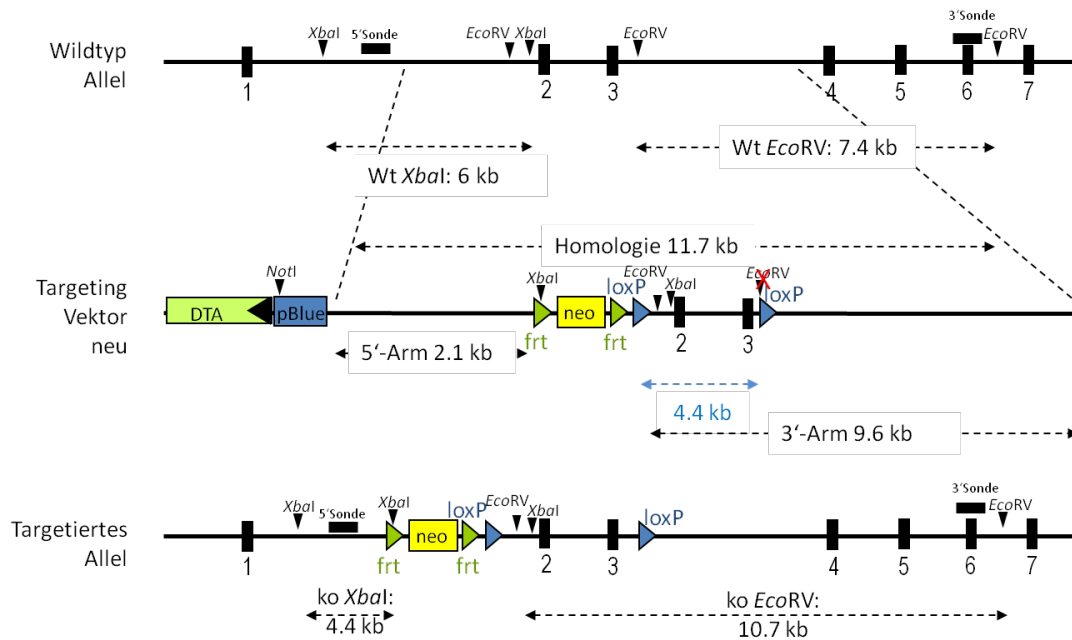 Wildtyp
Allel
XbaI
5'Sonde
EcoRV
XbaI
EcoRV
3'Sonde
EcoRV
1
2
3
4
5
6
7
Wt XbaI: 6 kb
Wt EcoRV: 7.4 kb
Homologie 11.7 kb
Targeting
Vektor
neu
DTA
NotI
pBlue
XbaI
frt
neo
loxP
frt
EcoRV
XbaI
2
3
EcoRV
loxP
5'-Arm 2.1 kb
4.4 kb
3'-Arm 9.6 kb
Targetiertes
Allel
XbaI
5'Sonde
XbaI
loxP
EcoRV
XbaI
loxP
3'Sonde
EcoRV
neo
1
frt
frt
2
3
4
5
6
7
ko XbaI:
4.4 kb
ko EcoRV:
10.7 kb